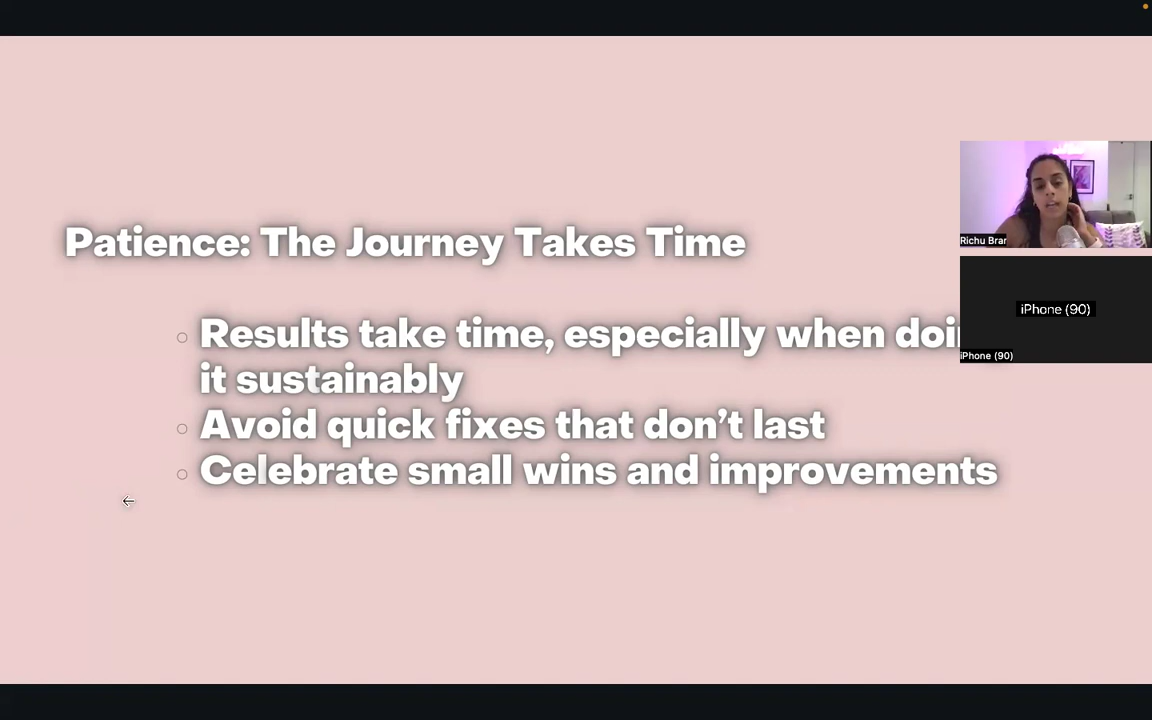 Patience: The Journey Takes Time
Results take time, especially when
it sustainably
Avoid quick fixes that don’t last
Celebrate small wins and improvements
Richu Brar
iPhone (90)
iPhone (90)